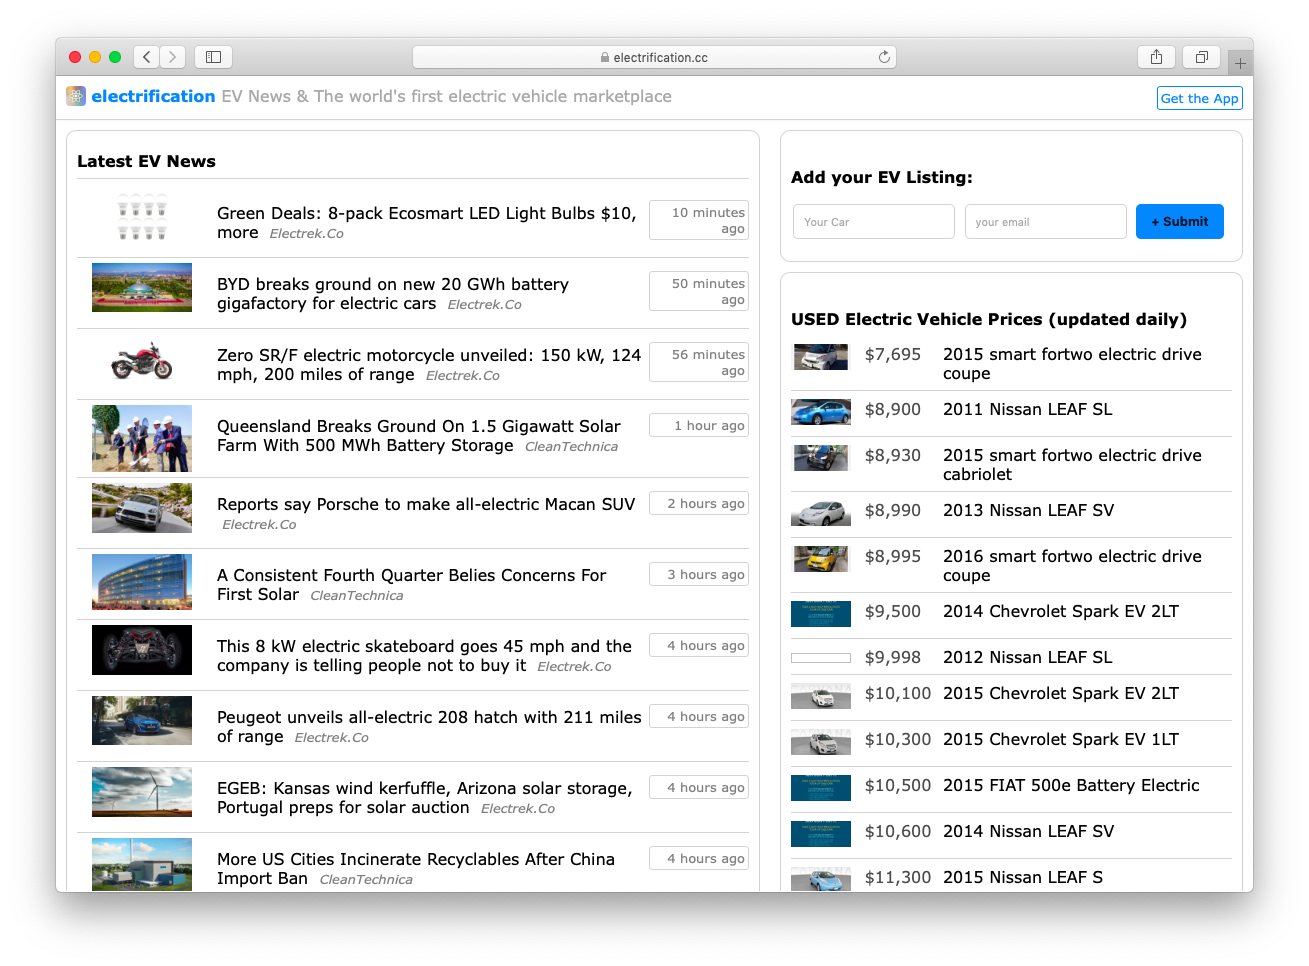 electrification.cc
electrification EV News & The world's first electric vehicle marketplace
Get the App
Latest EV News
Green Deals: 8-pack Ecosmart LED Light Bulbs $10,
more Electrek.Co
10 minutes
ago
BYD breaks ground on new 20 GWh battery
gigafactory for electric cars Electrek.Co
50 minutes
ago
Zero SR/F electric motorcycle unveiled: 150 kW, 124
mph, 200 miles of range Electrek.Co
56 minutes
ago
Queensland Breaks Ground On 1.5 Gigawatt Solar
Farm With 500 MWh Battery Storage CleanTechnica
1 hour ago
Reports say Porsche to make all-electric Macan SUV
Electrek.Co
2 hours ago
A Consistent Fourth Quarter Belies Concerns For
First Solar CleanTechnica
3 hours ago
This 8 kW electric skateboard goes 45 mph and the
company is telling people not to buy it Electrek.Co
4 hours ago
Peugeot unveils all-electric 208 hatch with 211 miles
of range Electrek.Co
4 hours ago
EGEB: Kansas wind kerfuffle, Arizona solar storage,
Portugal preps for solar auction Electrek.Co
4 hours ago
More US Cities Incinerate Recyclables After China
Import Ban CleanTechnica
4 hours ago
Add your EV Listing:
Your Car
your email
+ Submit
USED Electric Vehicle Prices (updated daily)
$7,695 2015 smart fortwo electric drive
coupe
$8,900 2011 Nissan LEAF SL
$8,930 2015 smart fortwo electric drive
cabriolet
$8,990 2013 Nissan LEAF SV
$8,995 2016 smart fortwo electric drive
coupe
$9,500 2014 Chevrolet Spark EV 2LT
$9,998 2012 Nissan LEAF SL
$10,100 2015 Chevrolet Spark EV 2LT
$10,300 2015 Chevrolet Spark EV 1LT
$10,500 2015 FIAT 500e Battery Electric
$10,600 2014 Nissan LEAF SV
$11,300 2015 Nissan LEAF S